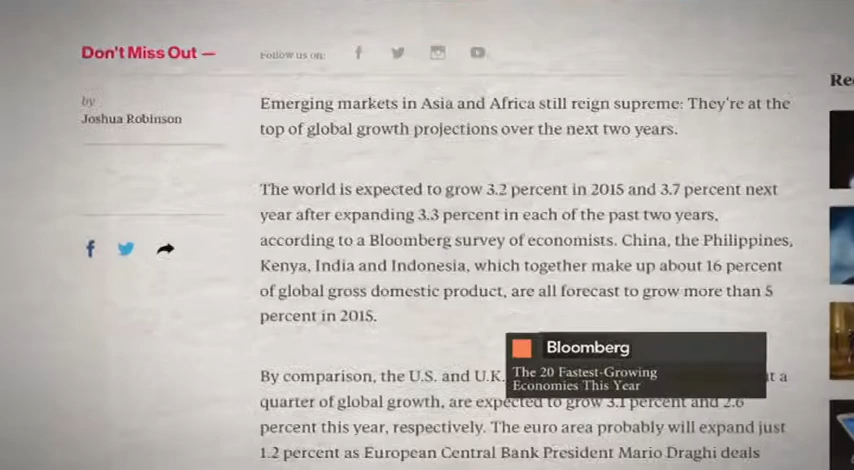 Don't Miss Out —
Follow us on:
by
Joshua Robinson
Emerging markets in Asia and Africa still reign supreme: They're at the
top of global growth projections over the next two years.
The world is expected to grow 3.2 percent in 2015 and 3.7 percent next
year after expanding 3.3 percent in each of the past two years,
according to a Bloomberg survey of economists. China, the Philippines,
Kenya, India and Indonesia, which together make up about 16 percent
of global gross domestic product, are all forecast to grow more than 5
percent in 2015.
By comparison, the U.S. and U.K. a
quarter of global growth, are expected to grow 3.1 percent and 2.6
percent this year, respectively. The euro area probably will expand just
1.2 percent as European Central Bank President Mario Draghi deals
Bloomberg
The 20 Fastest-Growing
Economies This Year